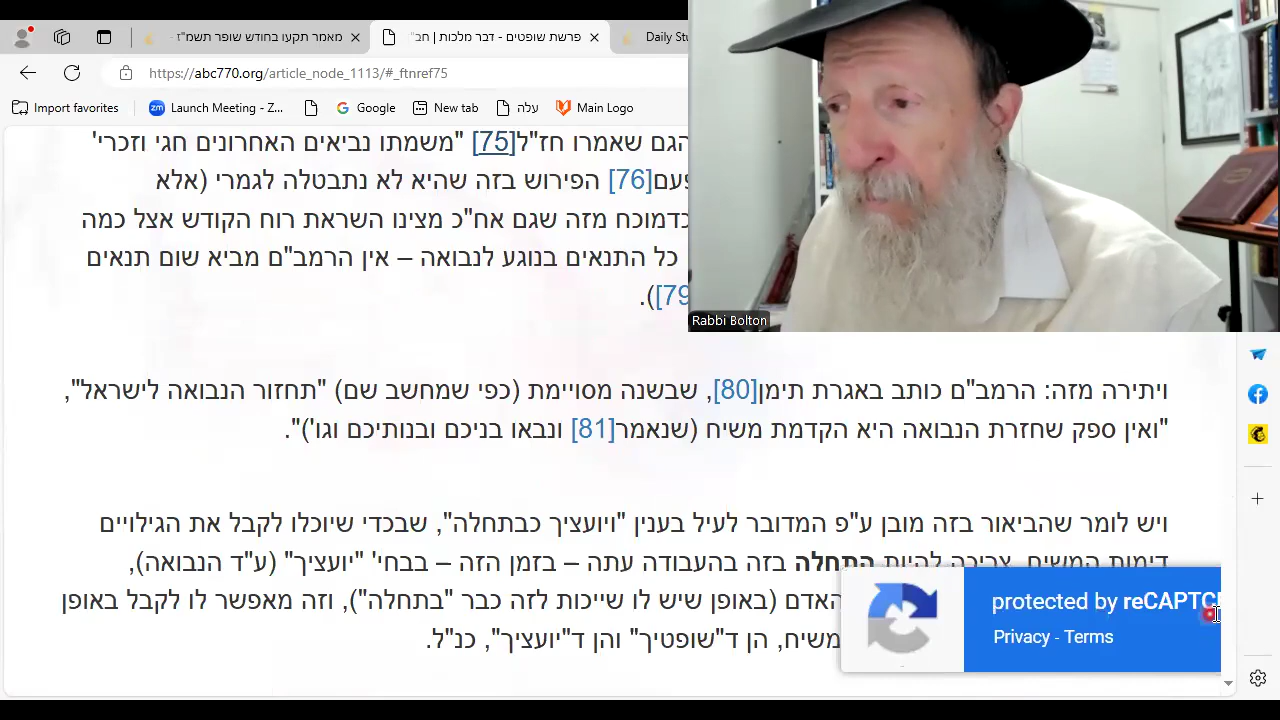 מאמר תקעו בחודש שופר תשמ"ז -
פרשת שופטים - דבר מלכות | חב"
Daily Stu
https://abc770.org/article_node_1113/#_ftnref75
Import favorites
Launch Meeting - Z...
Google
New tab
עלה
Main Logo
הגם שאמרו חז"ל[75] "משמתו נביאים האחרונים חגי וזכרי'
פעם[76] הפירוש בזה שהיא לא נתבטלה לגמרי (אלא
כדמוכח מזה שגם אח"כ מצינו השראת רוח הקודש אצל כמה
כל התנאים בנוגע לנבואה – אין הרמב"ם מביא שום תנאים
[79).
Rabbi Bolton
ויתירה מזה: הרמב"ם כותב באגרת תימן[80], שבשנה מסויימת (כפי שמחשב שם) "תחזור הנבואה לישראל",
"ואין ספק שחזרת הנבואה היא הקדמת משיח (שנאמר[81] ונבאו בניכם ובנותיכם וגו')".
ויש לומר שהביאור בזה מובן ע"פ המדובר לעיל בענין "ויועציך כבתחלה", שבכדי שיוכלו לקבל את הגילויים
דימות המשיח, צריכה להיות התחלה בזה בהעבודה עתה – בזמן הזה – בבחי' "יועציך" (ע"ד הנבואה),
האדם (באופן שיש לו שייכות לזה כבר "בתחלה"), וזה מאפשר לו לקבל באופן
משיח, הן ד"שופטיך" והן ד"יועציך", כנ"ל.
protected by reCAPTC
Privacy - Terms